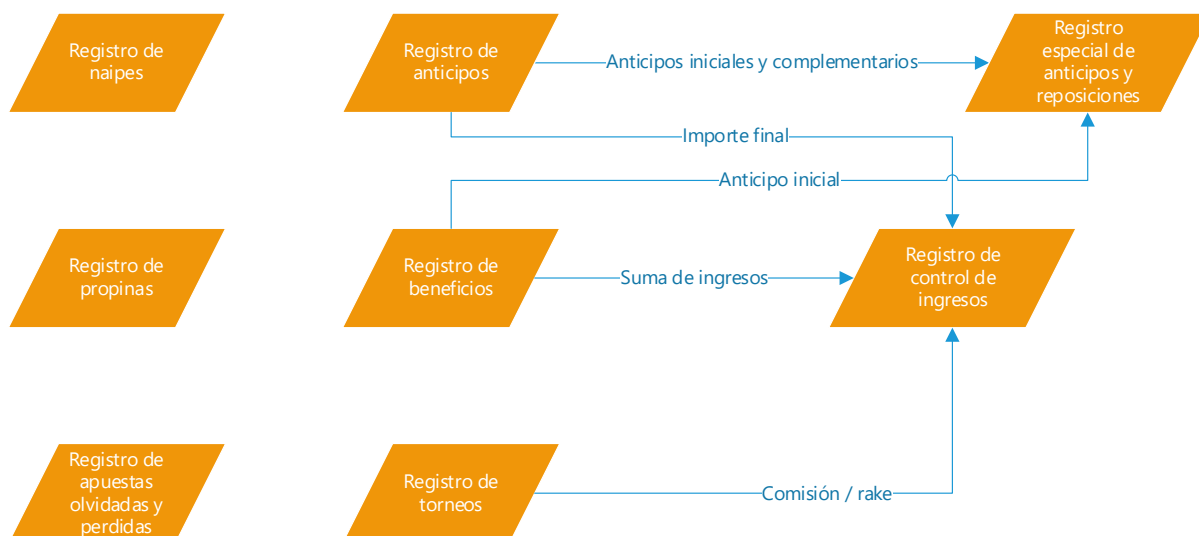 Registro de
naipes
Registro de
anticipos
Anticipos iniciales y complementarios
Registro
especial de
anticipos y
reposiciones
Importe final
Anticipo inicial
Registro de
propinas
Registro de
beneficios
Suma de ingresos
Registro de
control de
ingresos
Registro de
apuestas
olvidadas y
perdidas
Registro de
torneos
Comisión / rake